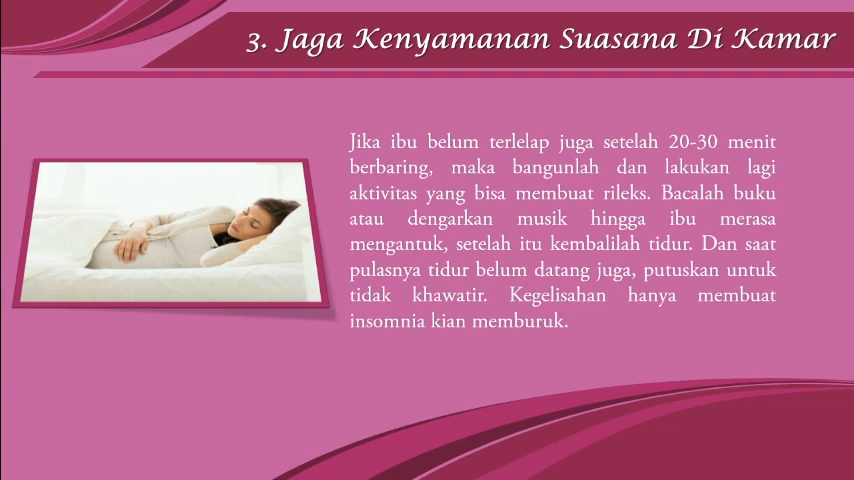 3. Jaga Kenyamanan Suasana Di Kamar
Jika ibu belum terlelap juga setelah 20-30 menit
berbaring, maka bangunlah dan lakukan lagi
aktivitas yang bisa membuat rileks. Bacalah buku
atau dengarkan musik hingga ibu merasa
mengantuk, setelah itu kembalilah tidur. Dan saat
pulasnya tidur belum datang juga, putuskan untuk
tidak khawatir. Kegelisahan hanya membuat
insomnia kian memburuk.